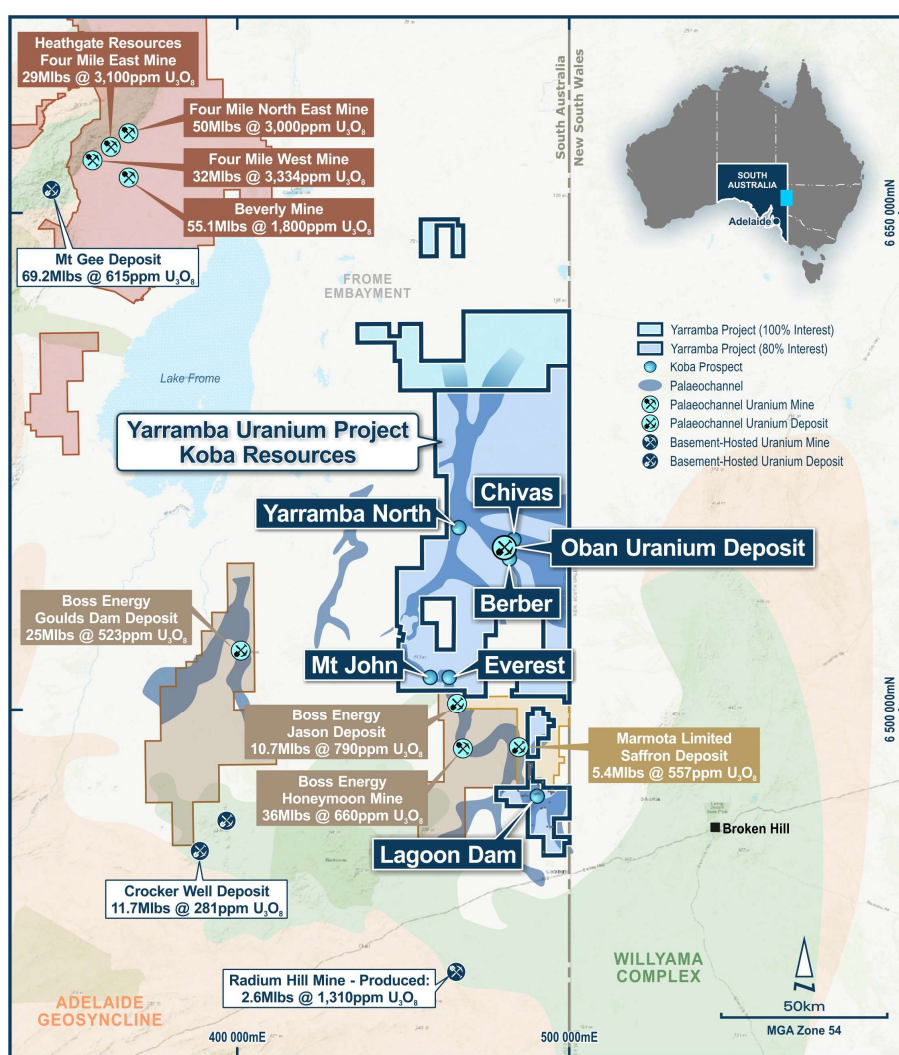 Heathgate Resources
Four Mile East Mine
29Mlbs @ 3,100ppm U₃O₈
Four Mile North East Mine
50Mlbs @ 3,000ppm U₃O₈
Four Mile West Mine
32Mlbs @ 3,334ppm U₃O₈
Beverly Mine
55.1Mlbs @ 1,800ppm U₃O₈
Mt Gee Deposit
69.2Mlbs @ 615ppm U₃O₈
South Australia
New South Wales
SOUTH
AUSTRALIA
Adelaide
6 650 000mN
FROME
EMBAYMENT
Lake Frome
Yarramba Project (100% Interest)
Yarramba Project (80% Interest)
Koba Prospect
Palaeochannel
Palaeochannel Uranium Mine
Palaeochannel Uranium Deposit
Basement-Hosted Uranium Mine
Basement-Hosted Uranium Deposit
Yarramba Uranium Project
Koba Resources
Chivas
Yarramba North
Oban Uranium Deposit
Berber
Boss Energy
Goulds Dam Deposit
25Mlbs @ 523ppm U₃O₈
Mt John
Everest
6 500 000mN
Boss Energy
Jason Deposit
10.7Mlbs @ 790ppm U₃O₈
Marmota Limited
Saffron Deposit
5.4Mlbs @ 557ppm U₃O₈
Boss Energy
Honeymoon Mine
36Mlbs @ 660ppm U₃O₈
Broken Hill
Lagoon Dam
Crocker Well Deposit
11.7Mlbs @ 281ppm U₃O₈
Radium Hill Mine - Produced:
2.6Mlbs @ 1,310ppm U₃O₈
WILLYAMA
COMPLEX
ADELAIDE
GEOSYNCLINE
N
50km
MGA Zone 54
400 000mE
500 000mE